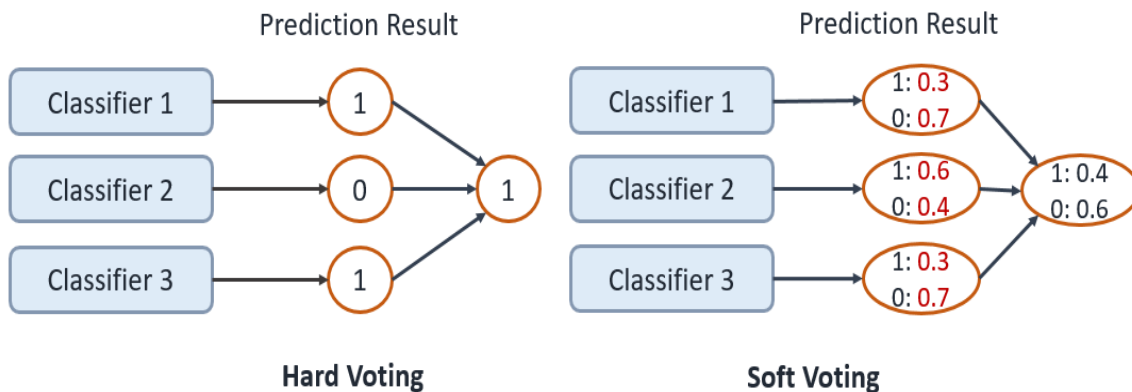 Prediction Result
Classifier 1
1
Classifier 2
0
1
Classifier 3
1
Hard Voting
Prediction Result
Classifier 1
1: 0.3
0: 0.7
Classifier 2
1: 0.6
0: 0.4
1: 0.4
0: 0.6
Classifier 3
1: 0.3
0: 0.7
Soft Voting